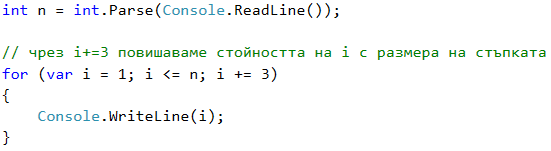 int n = int.Parse(Console.ReadLine());
// чрез i+=3 повишаваме стойността на i с размера на стъпката
for (var i = 1; i <= n; i += 3)
{
    Console.WriteLine(i);
}